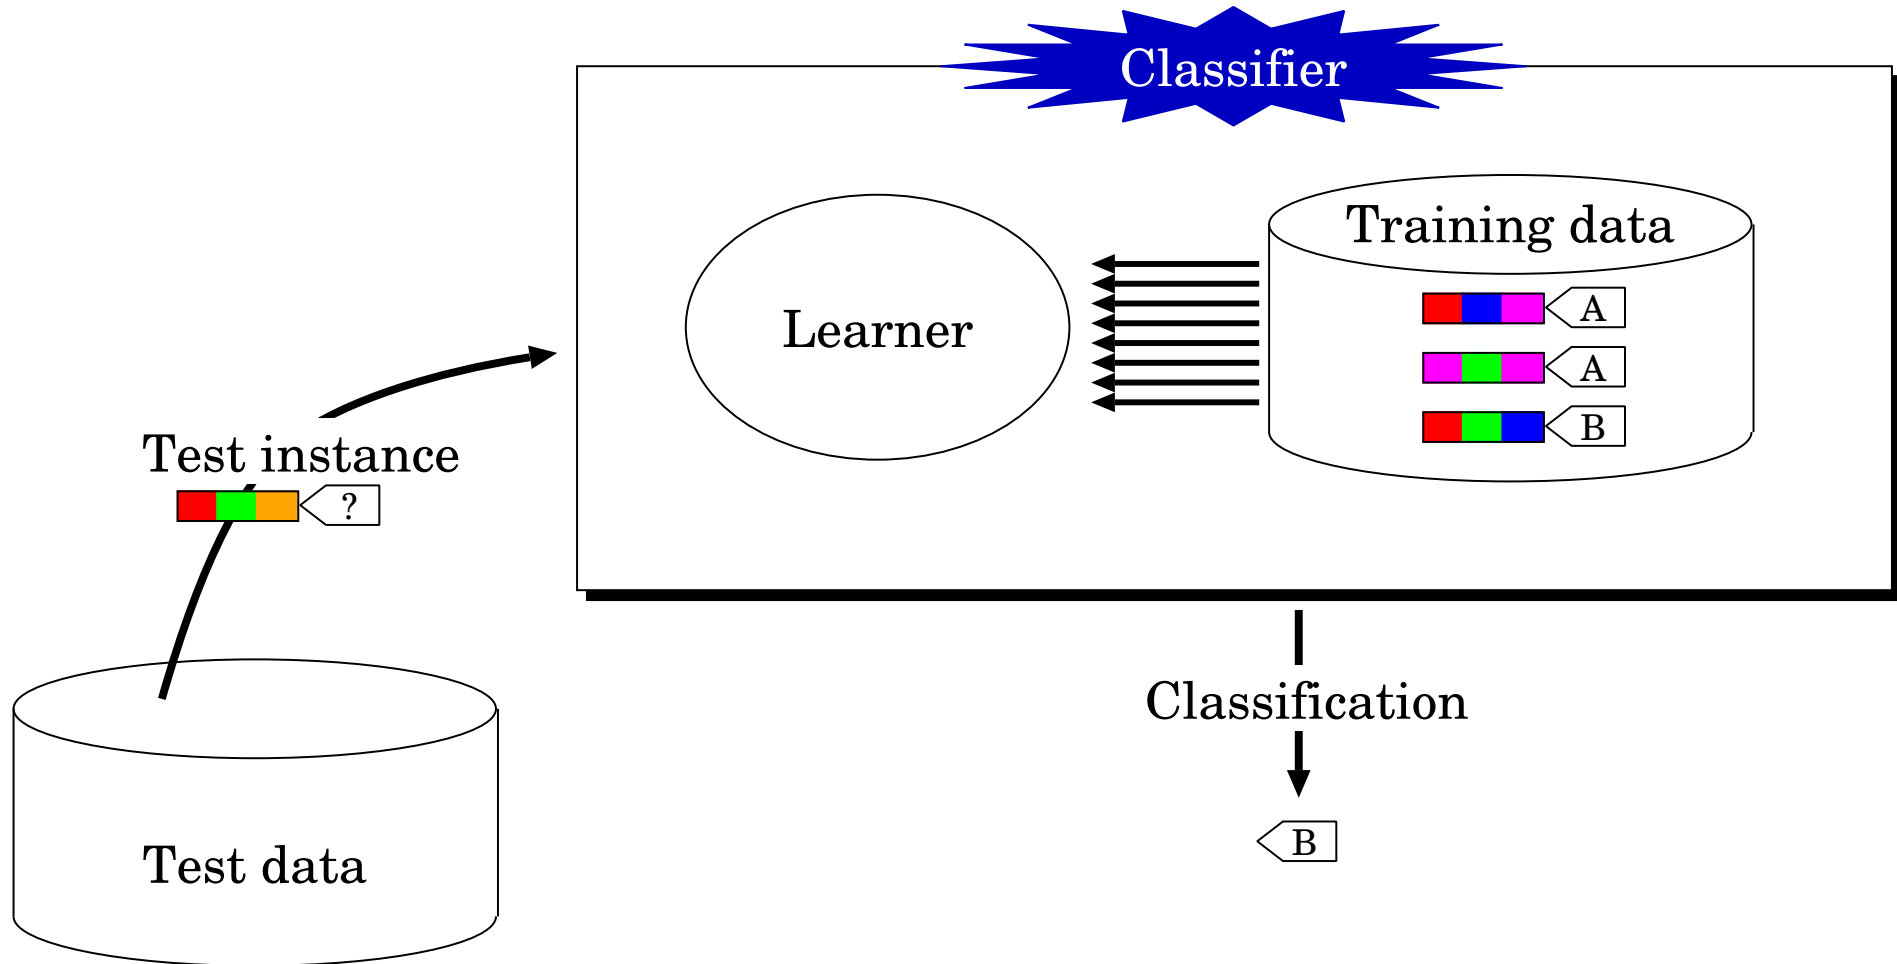 Classifier
Training data
A
Learner
A
B
Test instance
?
Classification
B
Test data